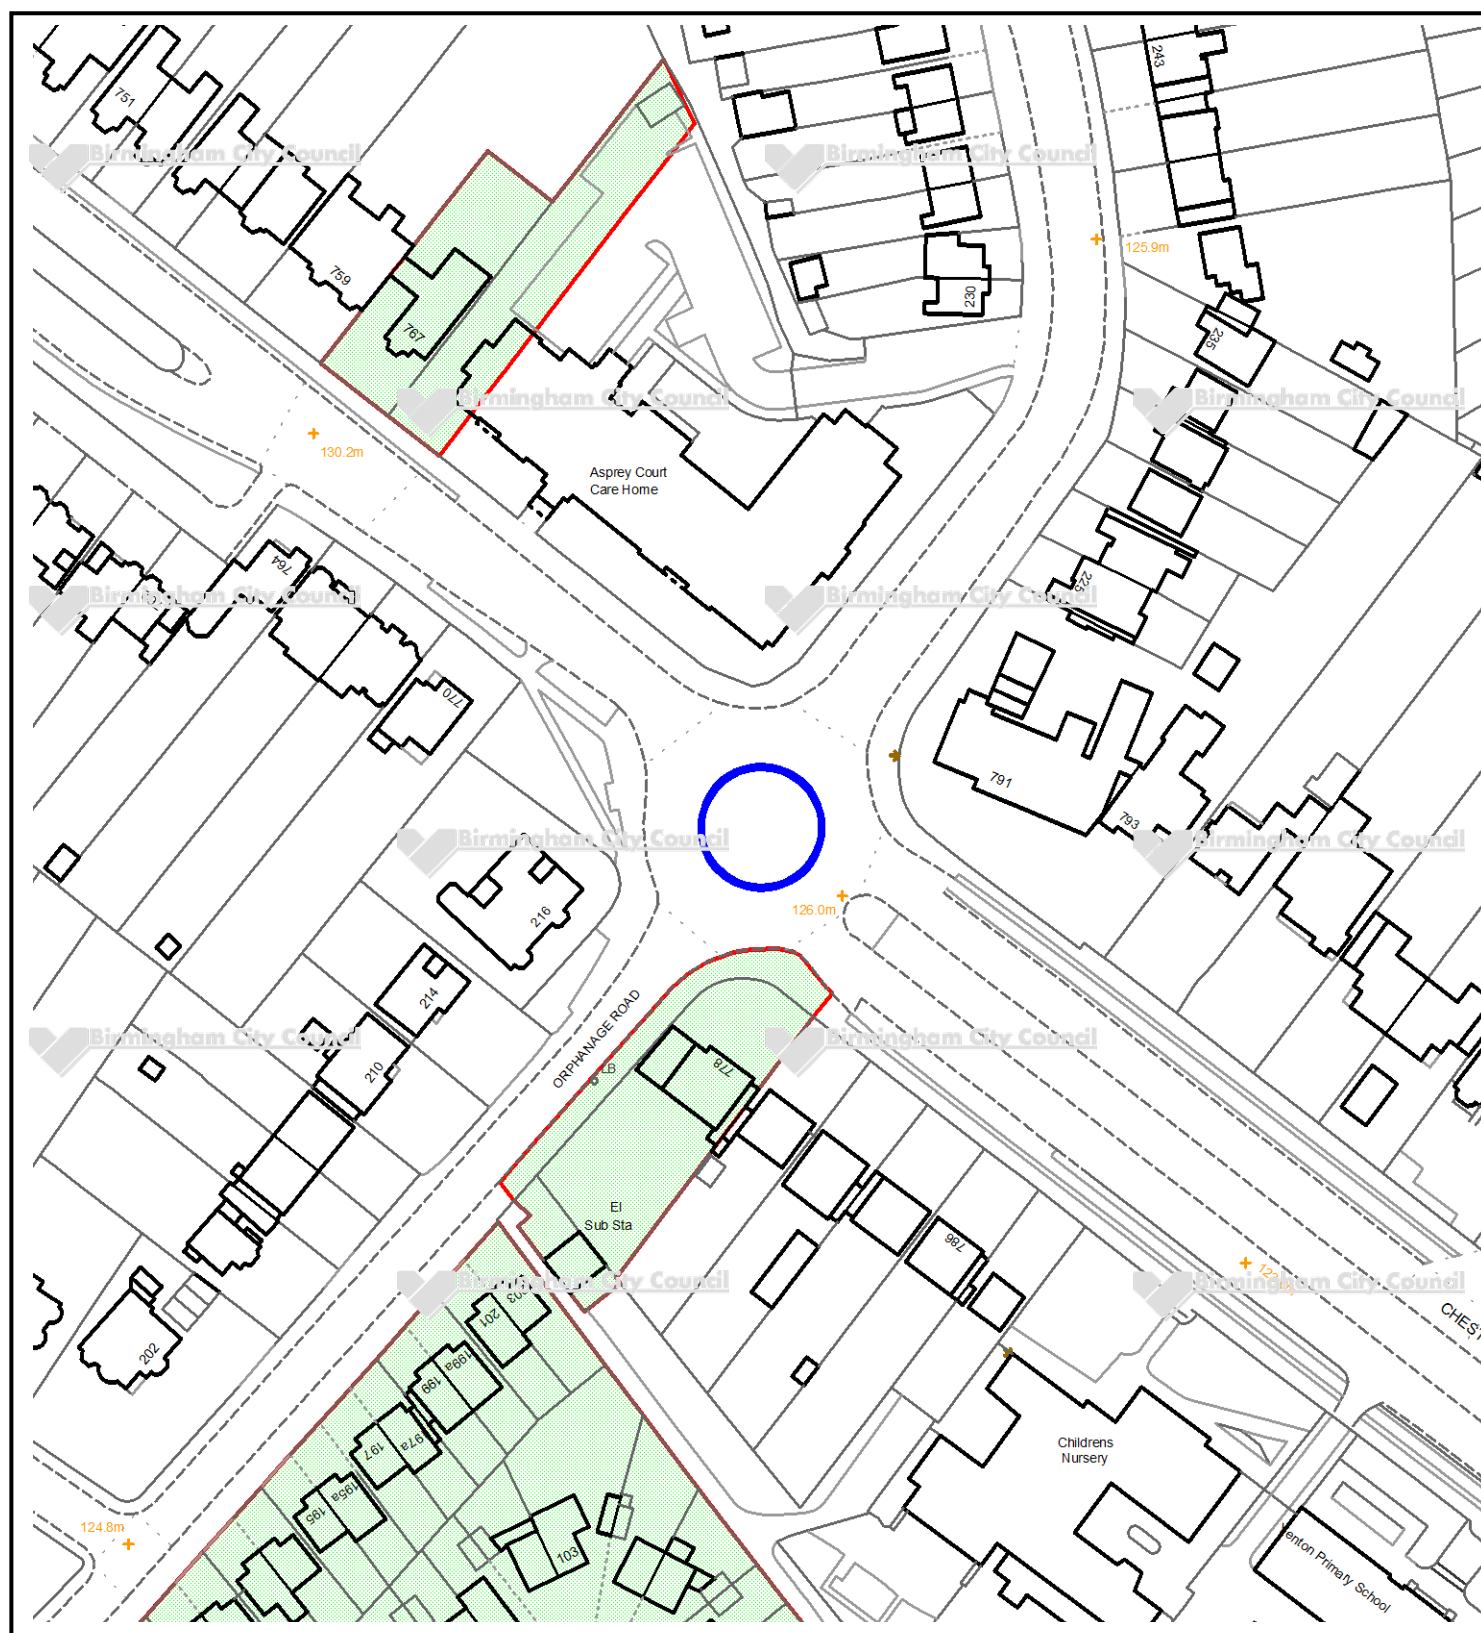 243
751
Birmingham City Council
Birmingham City Council
125.9m
759
230
767
235
Birmingham City Council
Birmingham City Council
130.2m
Asprey Court
Care Home
764
225
Birmingham City Council
Birmingham City Council
770
791
793
Birmingham City Council
Birmingham City Council
216
126.0m
214
ORPHANAGE ROAD
Birmingham City Council
Birmingham City Council
210
LB
778
El
Sub Sta
786
Birmingham City Council
Birmingham City Council
203
201
202
199a
199
Childrens
Nursery
197
197a
195a
195
124.8m
103
Primary School